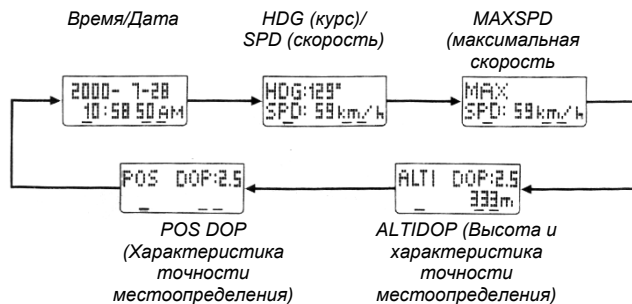 Время/Дата
HDG (курс)/
SPD (скорость)
MAXSPD
(максимальная
скорость
2000- 7-28
10:58 50 AM
HDG:129°
SPD: 59km/h
MAX
SPD: 59km/h
POS DOP:2.5
ALTI DOP:2.5
333m
POS DOP
(Характеристика
точности
местоопределения)
ALTIDOP (Высота и
характеристика
точности
местоопределения)